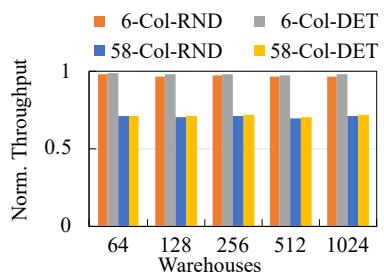 6-Col-RND 6-Col-DET
58-Col-RND 58-Col-DET
Norm. Throughput
1
0.5
0
64 128 256 512 1024
Warehouses